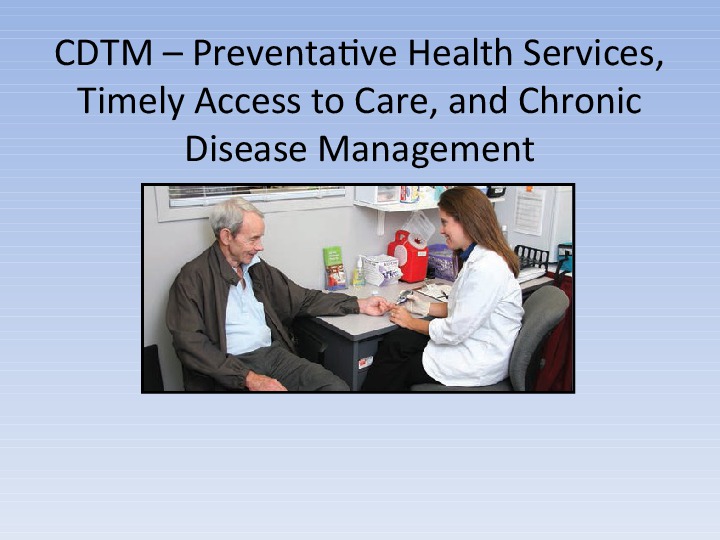 CDTM – Preventative Health Services,
Timely Access to Care, and Chronic
Disease Management